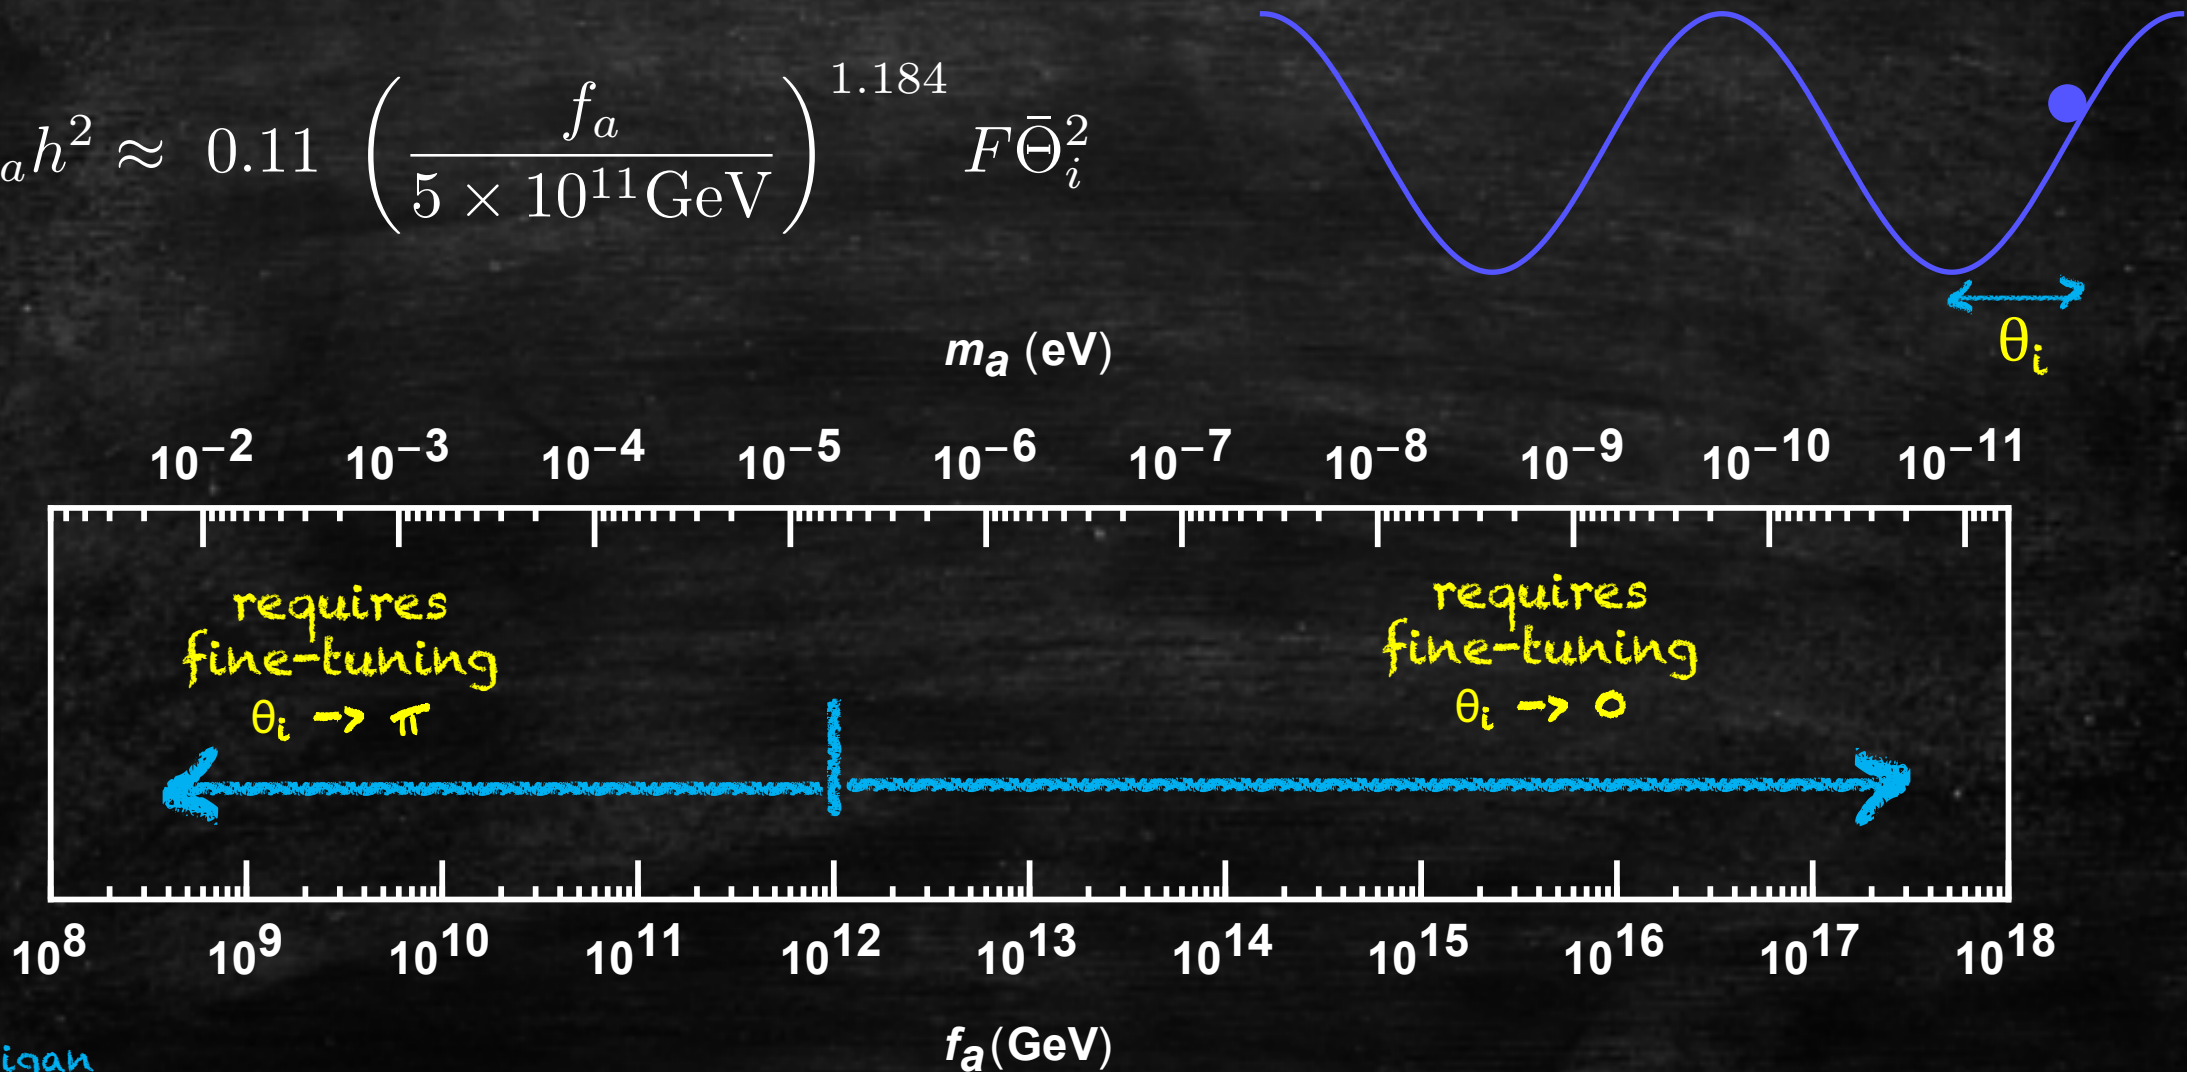 ₐh² ≈ 0.11 (fₐ / 5 × 10¹¹GeV)^1.184 FΘ̄ᵢ²
θᵢ
mₐ (eV)
10⁻² 10⁻³ 10⁻⁴ 10⁻⁵ 10⁻⁶ 10⁻⁷ 10⁻⁸ 10⁻⁹ 10⁻¹⁰ 10⁻¹¹
requires
fine-tuning
θᵢ -> π
requires
fine-tuning
θᵢ -> 0
10⁸ 10⁹ 10¹⁰ 10¹¹ 10¹² 10¹³ 10¹⁴ 10¹⁵ 10¹⁶ 10¹⁷ 10¹⁸
fₐ(GeV)
igan